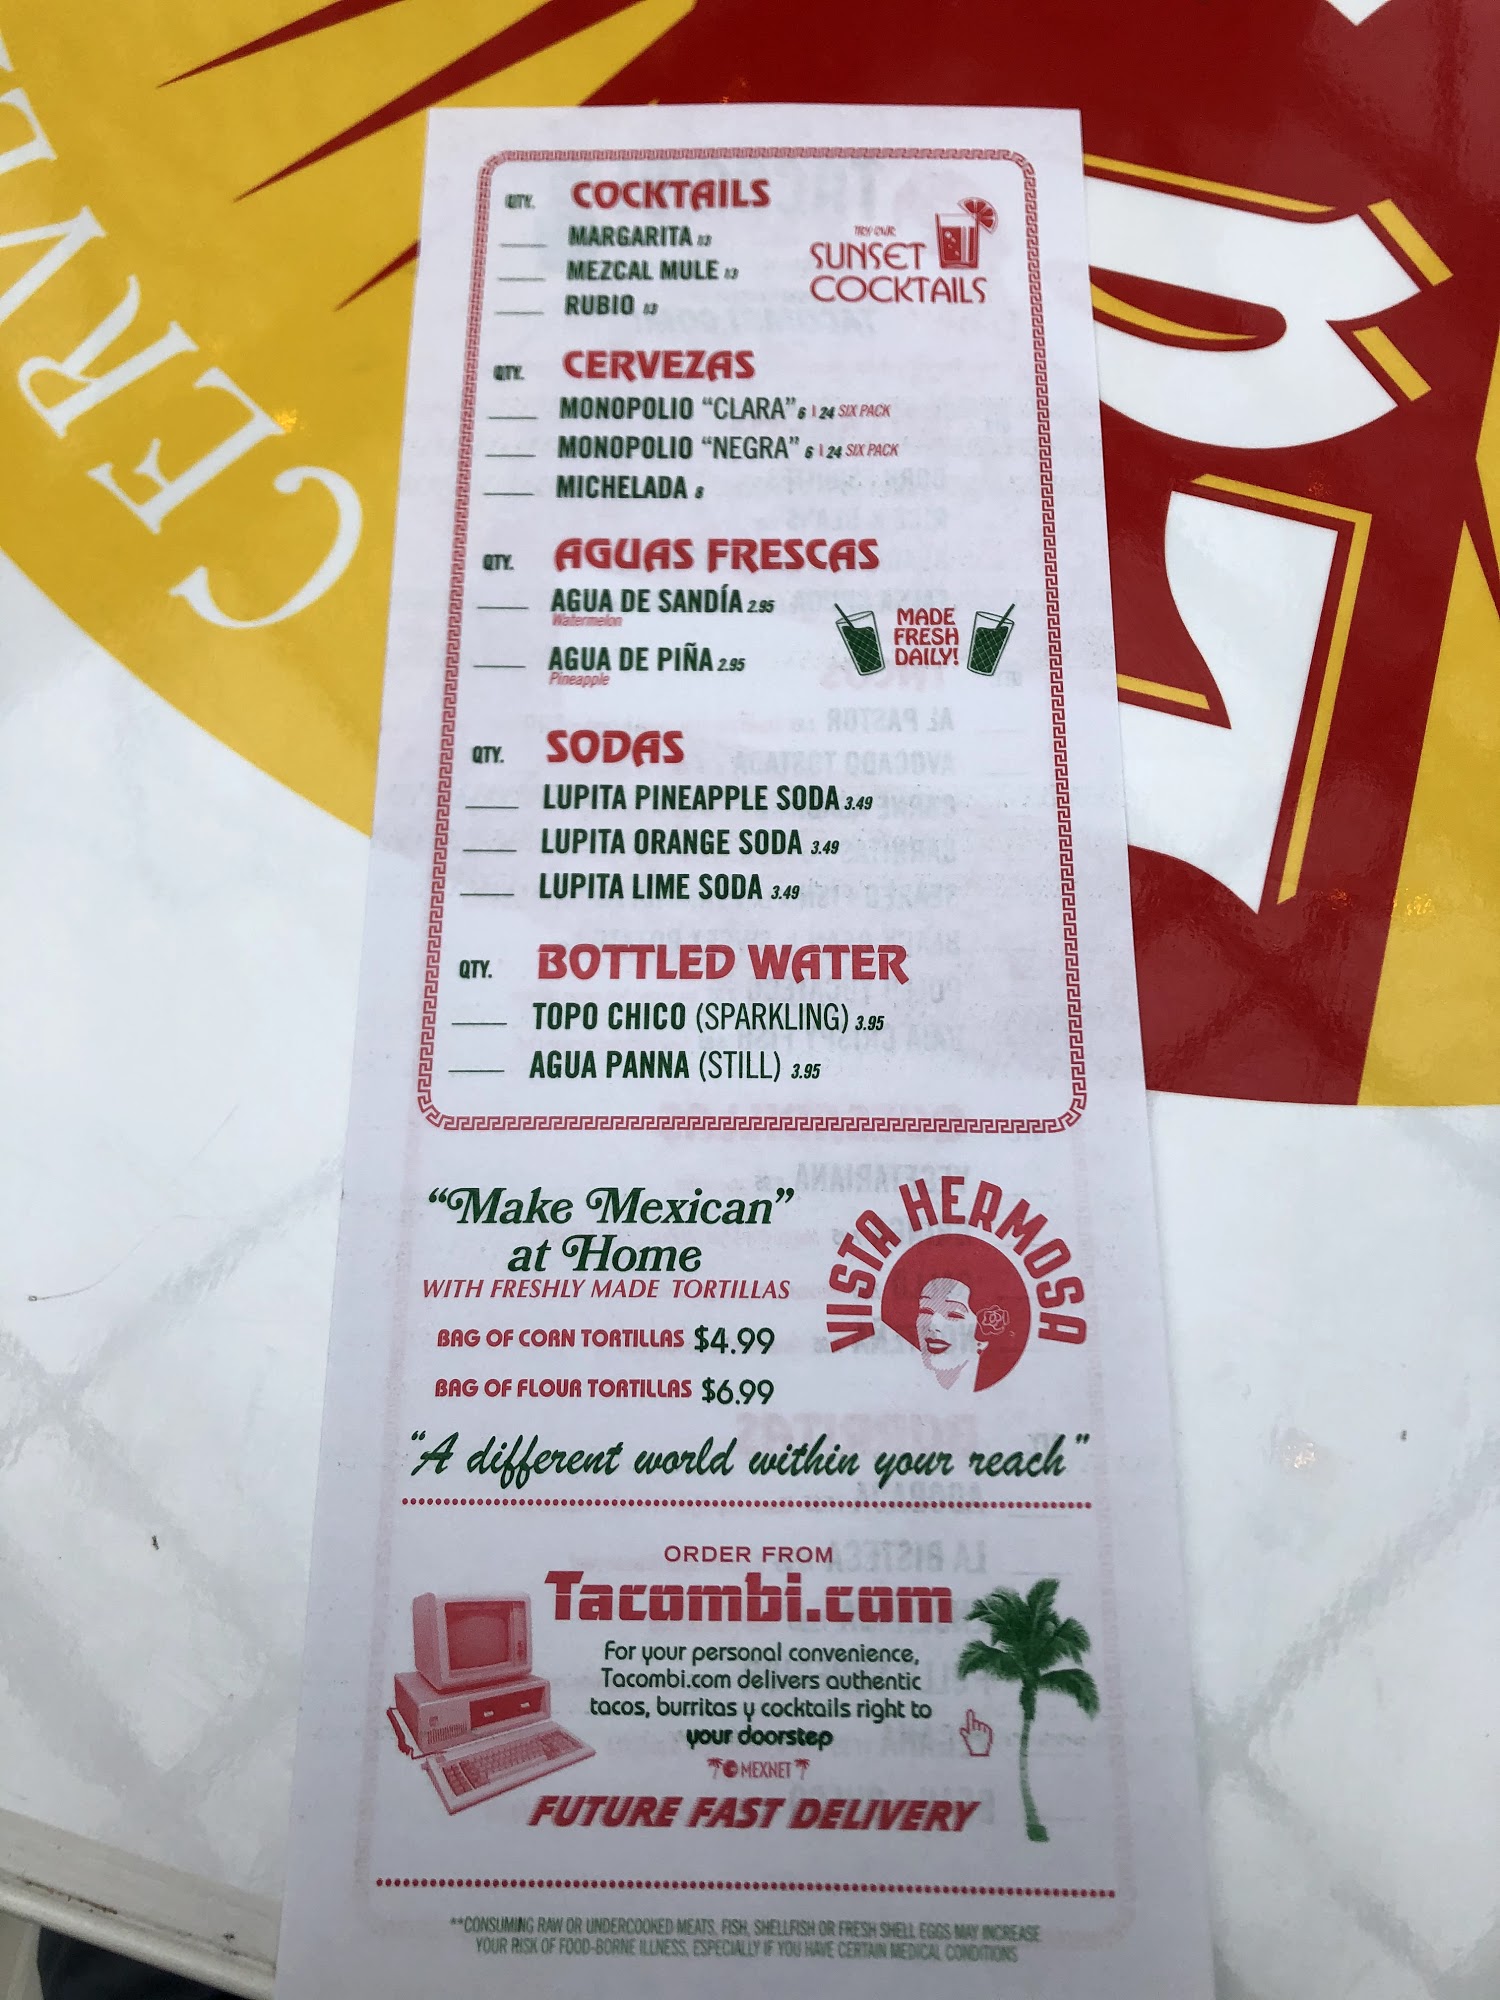 CERVE
QTY. COCKTAILS
MARGARITA 13
MEZCAL MULE 13
RUBIO 13
TRY OUR
SUNSET
COCKTAILS
QTY. CERVEZAS
MONOPOLIO “CLARA” 6 | 24 SIX PACK
MONOPOLIO “NEGRA” 6 | 24 SIX PACK
MICHELADA 8
QTY. AGUAS FRESCAS
AGUA DE SANDÍA 2.95
Watermelon
AGUA DE PIÑA 2.95
Pineapple
MADE
FRESH
DAILY!
QTY. SODAS
LUPITA PINEAPPLE SODA 3.49
LUPITA ORANGE SODA 3.49
LUPITA LIME SODA 3.49
QTY. BOTTLED WATER
TOPO CHICO (SPARKLING) 3.95
AGUA PANNA (STILL) 3.95
“Make Mexican”
at Home
WITH FRESHLY MADE TORTILLAS
BAG OF CORN TORTILLAS $4.99
BAG OF FLOUR TORTILLAS $6.99
VISTA HERMOSA
“A different world within your reach”
ORDER FROM
Tacombi.com
For your personal convenience,
Tacombi.com delivers authentic
tacos, burritas y cocktails right to
your doorstep
MEXNET
FUTURE FAST DELIVERY
**CONSUMING RAW OR UNDERCOOKED MEATS, FISH, SHELLFISH OR FRESH SHELL EGGS MAY INCREASE
YOUR RISK OF FOOD-BORNE ILLNESS, ESPECIALLY IF YOU HAVE CERTAIN MEDICAL CONDITIONS